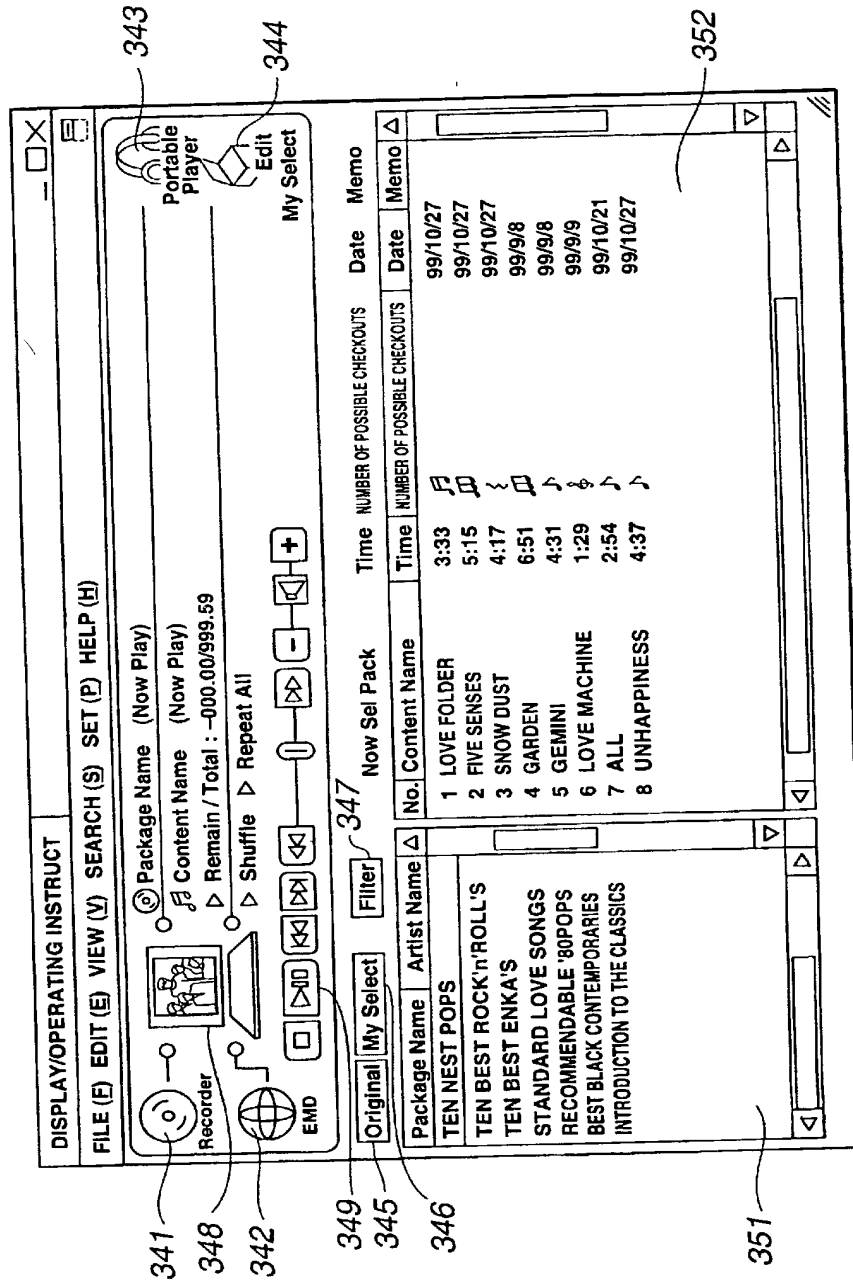 DISPLAY/OPERATING INSTRUCT
FILE (F) EDIT (E) VIEW (V) SEARCH (S) SET (P) HELP (H)
Recorder
EMD
Package Name (Now Play)
Content Name (Now Play)
Remain / Total : -000.00/999.59
Shuffle Repeat All
- +
Portable
Player
Edit
My Select
Original My Select Filter
Now Sel Pack Time NUMBER OF POSSIBLE CHECKOUTS Date Memo
Package Name Artist Name
TEN NEST POPS
TEN BEST ROCK'n'ROLL'S
TEN BEST ENKA'S
STANDARD LOVE SONGS
RECOMMENDABLE '80POPS
BEST BLACK CONTEMPORARIES
INTRODUCTION TO THE CLASSICS
No. Content Name Time NUMBER OF POSSIBLE CHECKOUTS Date Memo
1 LOVE FOLDER 3:33 99/10/27
2 FIVE SENSES 5:15 99/10/27
3 SNOW DUST 4:17 99/10/27
4 GARDEN 6:51 99/9/8
5 GEMINI 4:31 99/9/8
6 LOVE MACHINE 1:29 99/9/9
7 ALL 2:54 99/10/21
8 UNHAPPINESS 4:37 99/10/27
341
348
342
349
345
346
347
351
343
344
352